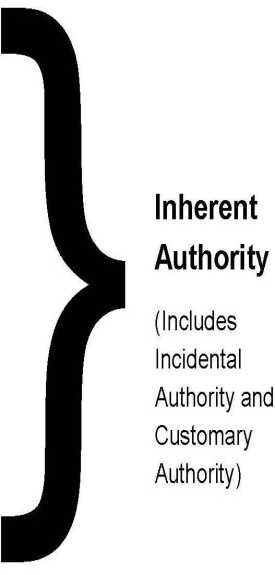 Inherent
Authority
(Includes
Incidental
Authority and
Customary
Authority)